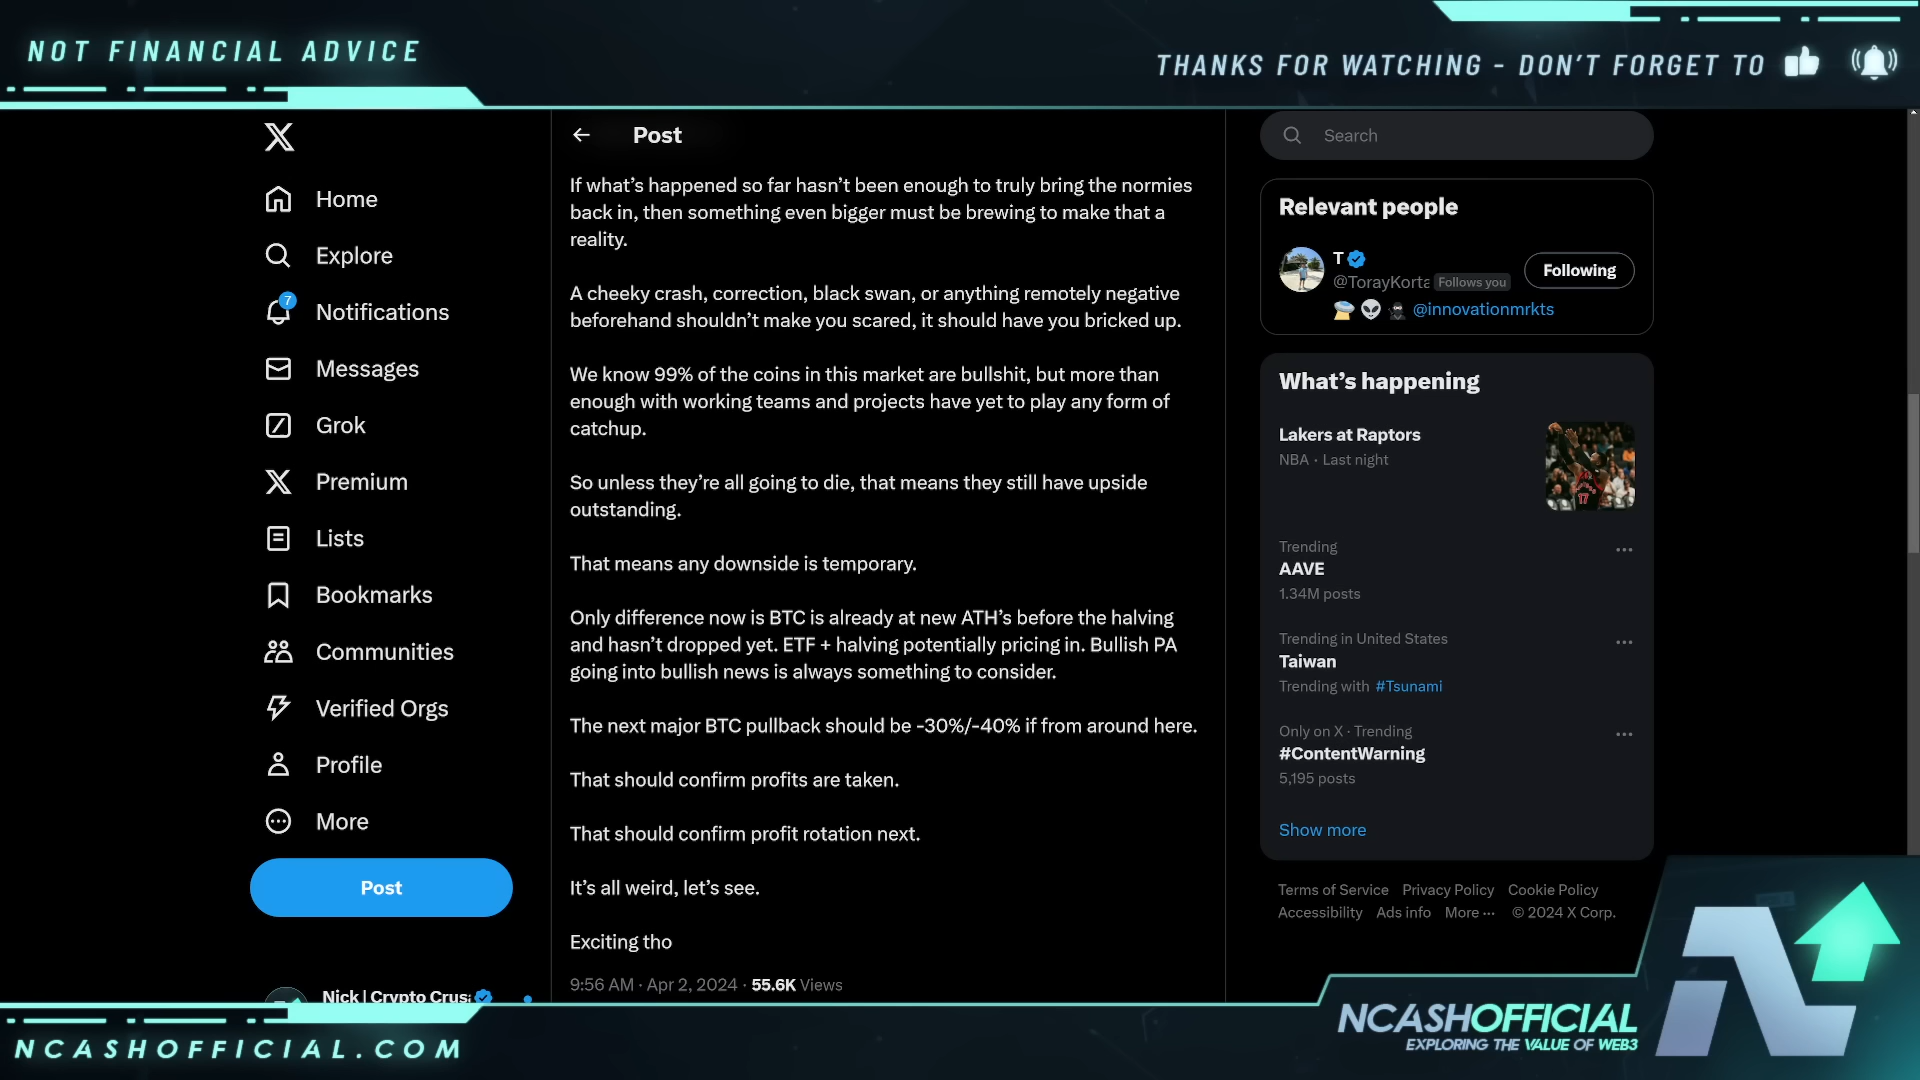 NOT FINANCIAL ADVICE
THANKS FOR WATCHING - DON'T FORGET TO
Home
Explore
7
Notifications
Messages
Grok
Premium
Lists
Bookmarks
Communities
Verified Orgs
Profile
More
Post
Nick | Crypto Crus
Post
If what’s happened so far hasn’t been enough to truly bring the normies
back in, then something even bigger must be brewing to make that a
reality.
A cheeky crash, correction, black swan, or anything remotely negative
beforehand shouldn’t make you scared, it should have you bricked up.
We know 99% of the coins in this market are bullshit, but more than
enough with working teams and projects have yet to play any form of
catchup.
So unless they’re all going to die, that means they still have upside
outstanding.
That means any downside is temporary.
Only difference now is BTC is already at new ATH’s before the halving
and hasn’t dropped yet. ETF + halving potentially pricing in. Bullish PA
going into bullish news is always something to consider.
The next major BTC pullback should be -30%/-40% if from around here.
That should confirm profits are taken.
That should confirm profit rotation next.
It’s all weird, let’s see.
Exciting tho
9:56 AM · Apr 2, 2024 · 55.6K Views
Search
Relevant people
T
@TorayKorta Follows you
Following
@innovationmrkts
What’s happening
Lakers at Raptors
NBA · Last night
17
Trending
AAVE
1.34M posts
Trending in United States
Taiwan
Trending with #Tsunami
Only on X · Trending
#ContentWarning
5,195 posts
Show more
Terms of Service Privacy Policy Cookie Policy
Accessibility Ads info More ··· © 2024 X Corp.
NCASHOFFICIAL.COM
NCASHOFFICIAL
EXPLORING THE VALUE OF WEB3